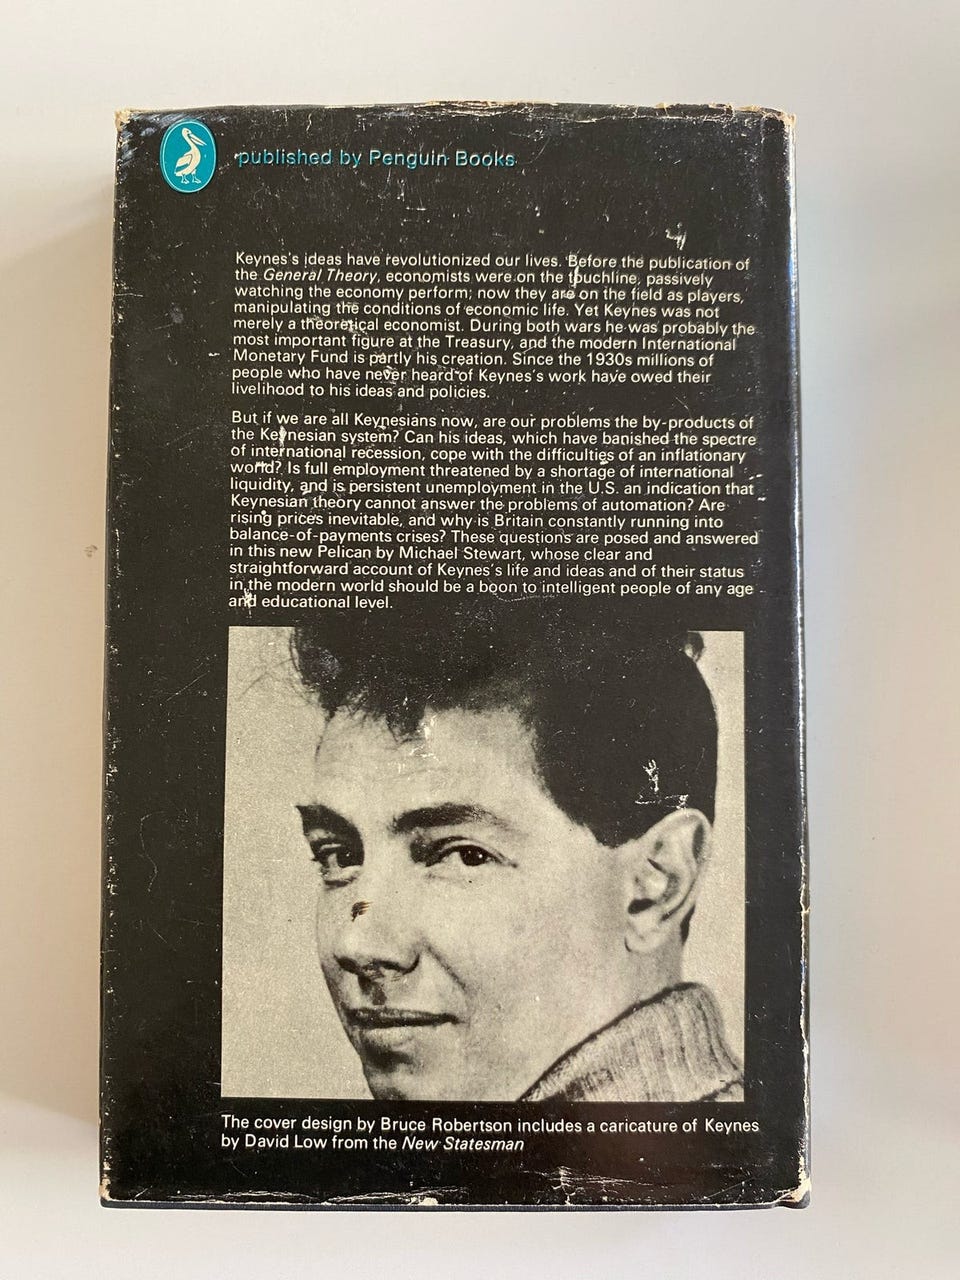 published by Penguin Books
Keynes's ideas have revolutionized our lives. Before the publication of
the General Theory, economists were on the touchline, passively
watching the economy perform; now they are on the field as players,
manipulating the conditions of economic life. Yet Keynes was not
merely a theoretical economist. During both wars he was probably the
most important figure at the Treasury, and the modern International
Monetary Fund is partly his creation. Since the 1930s millions of
people who have never heard of Keynes's work have owed their
livelihood to his ideas and policies.
But if we are all Keynesians now, are our problems the by-products of
the Keynesian system? Can his ideas, which have banished the spectre
of international recession, cope with the difficulties of an inflationary
world? Is full employment threatened by a shortage of international
liquidity, and is persistent unemployment in the U.S. an indication that
Keynesian theory cannot answer the problems of automation? Are
rising prices inevitable, and why is Britain constantly running into
balance-of-payments crises? These questions are posed and answered
in this new Pelican by Michael Stewart, whose clear and
straightforward account of Keynes's life and ideas and of their status
in the modern world should be a boon to intelligent people of any age
and educational level.
The cover design by Bruce Robertson includes a caricature of Keynes
by David Low from the New Statesman